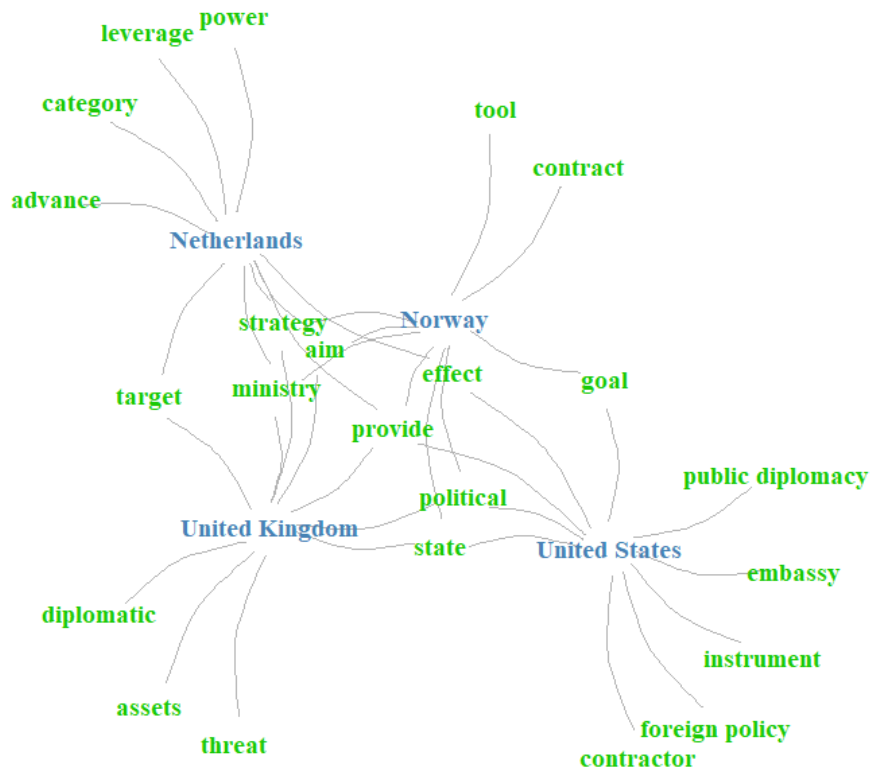 power
leverage
category
tool
contract
advance
Netherlands
Norway
strategy
aim
effect
goal
ministry
target
provide
public diplomacy
political
United Kingdom
state
United States
embassy
diplomatic
instrument
assets
foreign policy
threat
contractor